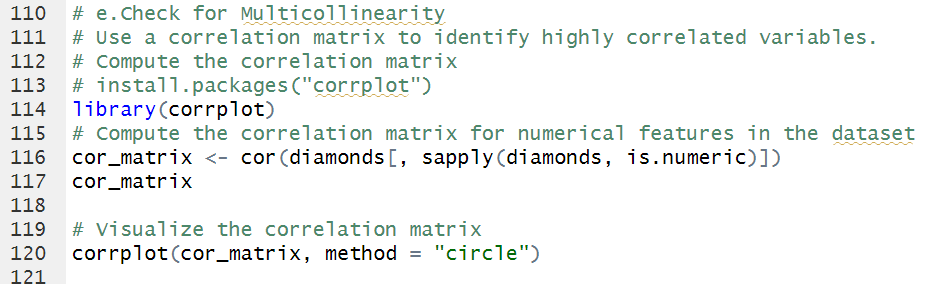 110 # e.Check for Multicollinearity
111 # Use a correlation matrix to identify highly correlated variables.
112 # Compute the correlation matrix
113 # install.packages("corrplot")
114 library(corrplot)
115 # Compute the correlation matrix for numerical features in the dataset
116 cor_matrix <- cor(diamonds[, sapply(diamonds, is.numeric)])
117 cor_matrix
118
119 # Visualize the correlation matrix
120 corrplot(cor_matrix, method = "circle")
121